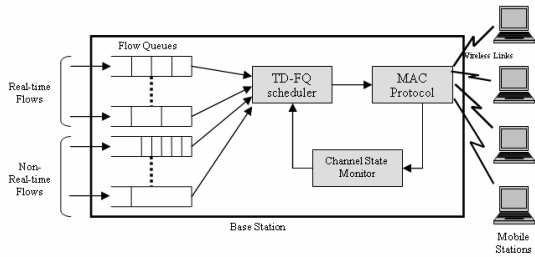 Flow Queues
Real-time
Flows
Non-
Real-time
Flows
TD-FQ
scheduler
MAC
Protocol
Wireless Links
Channel State
Monitor
Base Station
Mobile
Stations